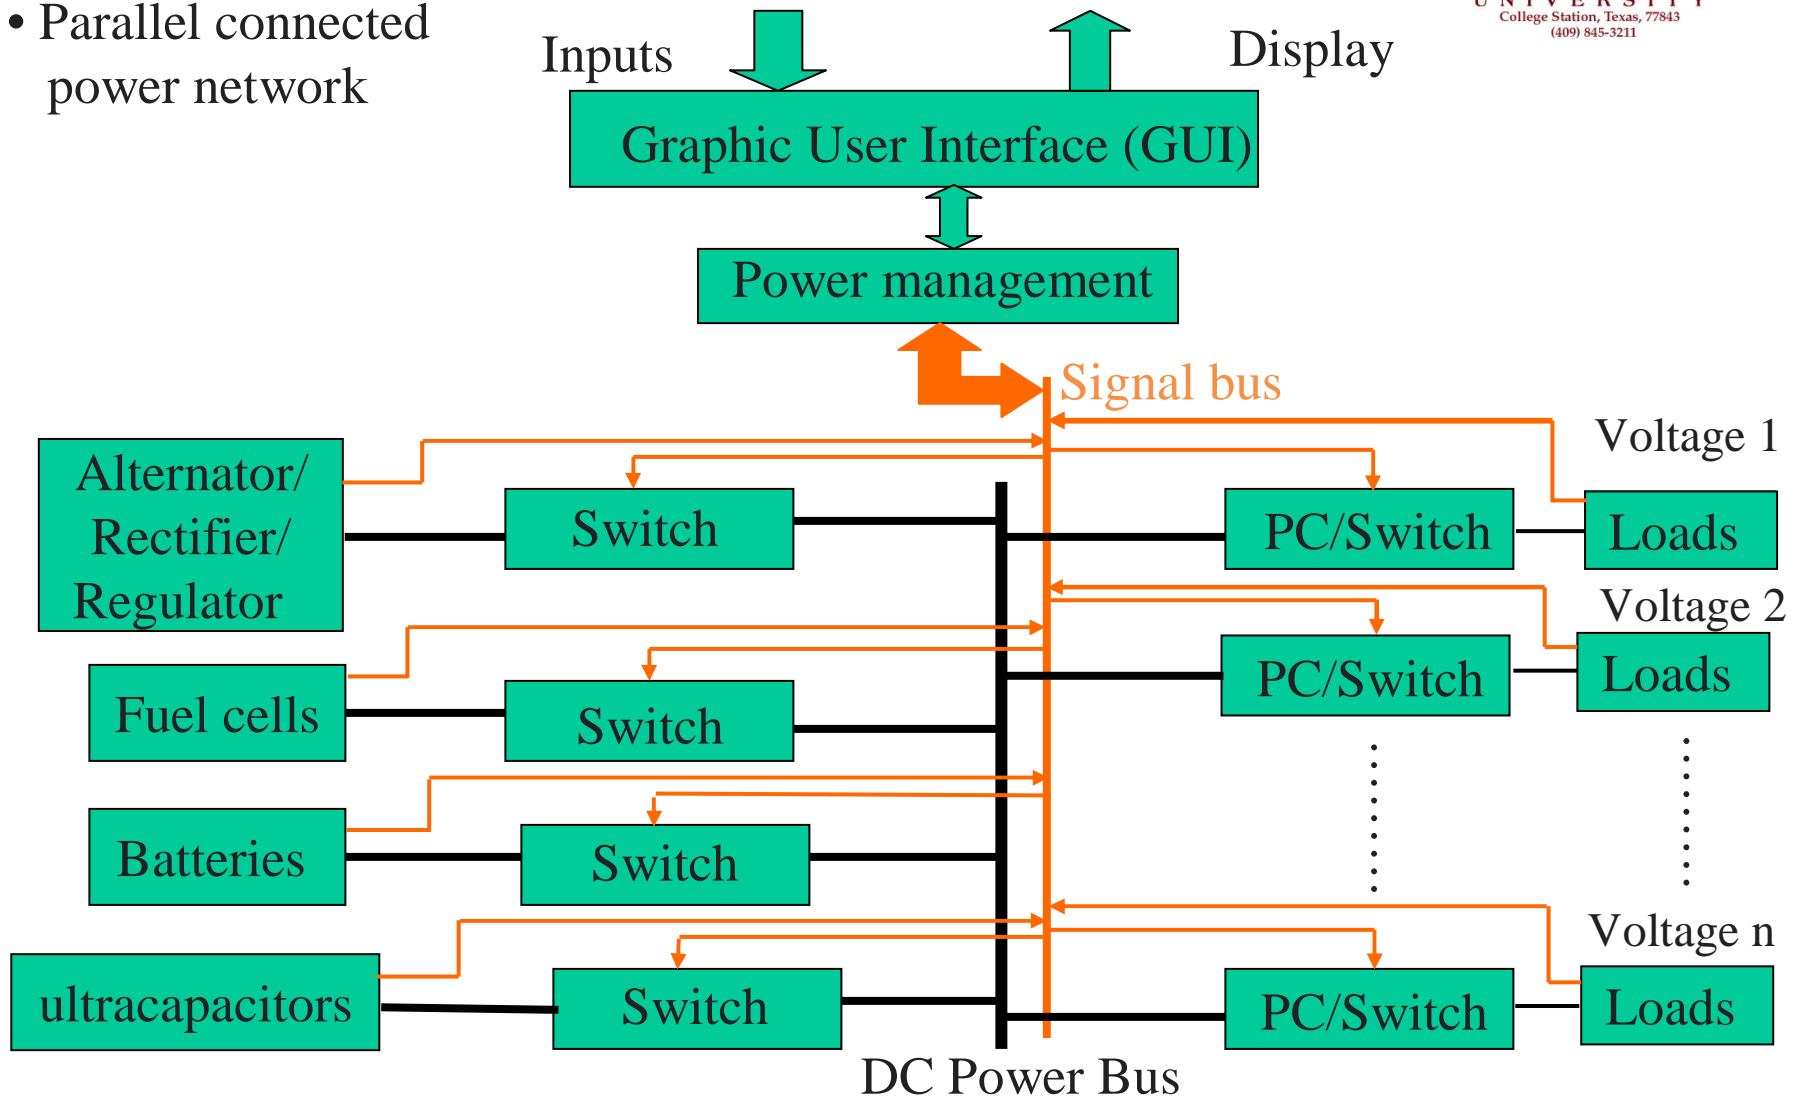 • Parallel connected
power network
UNIVERSITY
College Station, Texas, 77843
(409) 845-3211
Inputs
Display
Graphic User Interface (GUI)
Power management
Signal bus
Alternator/
Rectifier/
Regulator
Switch
PC/Switch
Voltage 1
Loads
Fuel cells
Switch
PC/Switch
Voltage 2
Loads
Batteries
Switch
ultracapacitors
Switch
PC/Switch
Voltage n
Loads
DC Power Bus